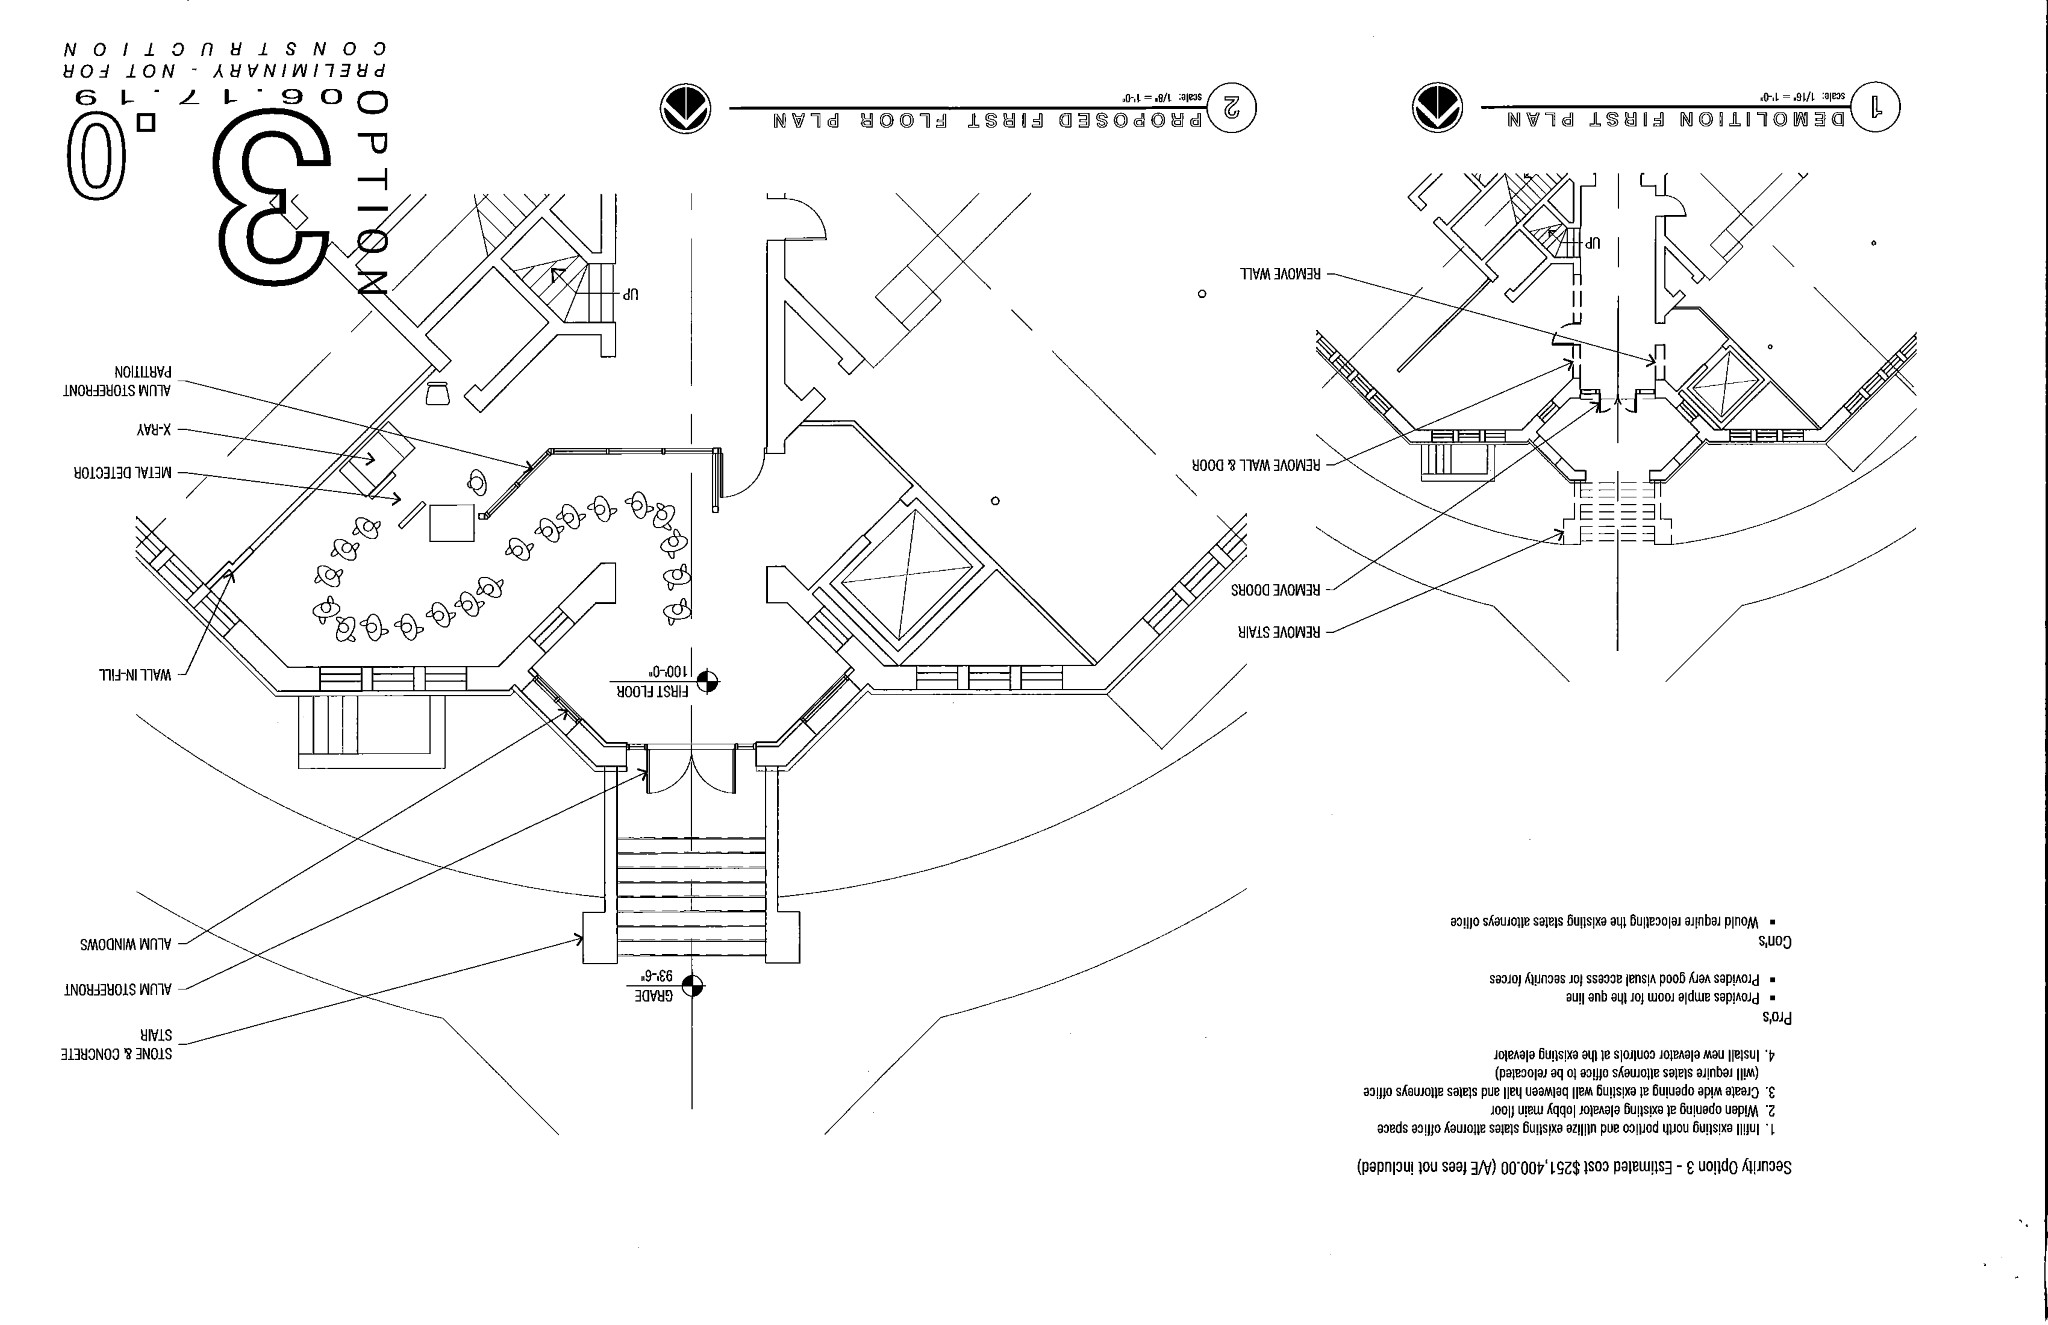 Security Option 3 - Estimated cost $251,400.00 (A/E fees not included)
1. Infill existing north portico and utilize existing states attorney office space
2. Widen opening at existing elevator lobby main floor
3. Create wide opening at existing wall between hall and states attorneys office
(will require states attorneys office to be relocated)
4. Install new elevator controls at the existing elevator
Pro's
▪ Provides ample room for the que line
▪ Provides very good visual access for security forces
Con's
▪ Would require relocating the existing states attorneys office
REMOVE STAIR
REMOVE DOORS
REMOVE WALL & DOOR
REMOVE WALL
UP
1
DEMOLITION FIRST PLAN
scale: 1/16" = 1'-0"
STONE & CONCRETE
STAIR
ALUM STOREFRONT
ALUM WINDOWS
WALL IN-FILL
METAL DETECTOR
X-RAY
ALUM STOREFRONT
PARTITION
GRADE
93'-6"
FIRST FLOOR
100'-0"
UP
2
PROPOSED FIRST FLOOR PLAN
scale: 1/8" = 1'-0"
OPTION
3.0
06.17.19
PRELIMINARY - NOT FOR
CONSTRUCTION